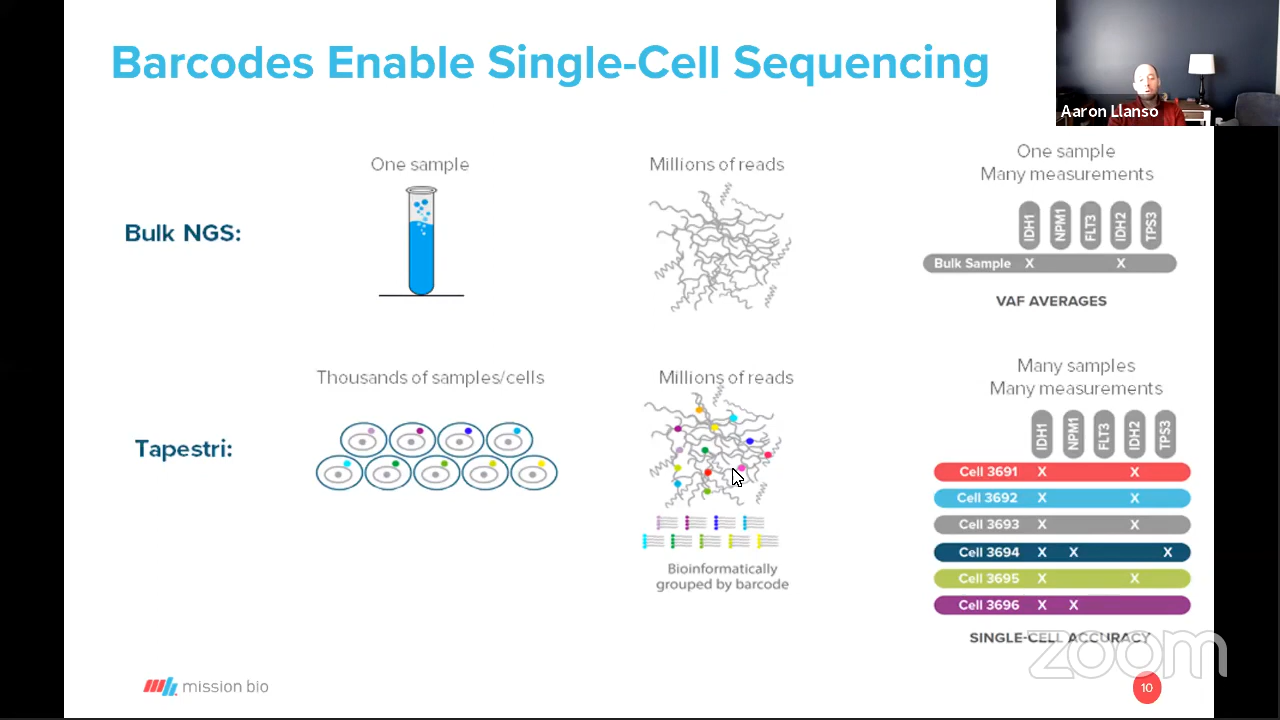 Barcodes Enable Single-Cell Sequencing
Aaron Llanso
One sample
Millions of reads
One sample
Many measurements
Bulk NGS:
IDH1 NPM1 FLT3 IDH2 TPS3
Bulk Sample X X
VAF AVERAGES
Thousands of samples/cells
Millions of reads
Many samples
Many measurements
Tapestri:
IDH1 NPM1 FLT3 IDH2 TPS3
Cell 3691 X X
Cell 3692 X X
Cell 3693 X X
Cell 3694 X X X
Cell 3695 X X
Cell 3696 X X
Bioinformatically
grouped by barcode
SINGLE-CELL ACCURACY
zoom
mission bio
10